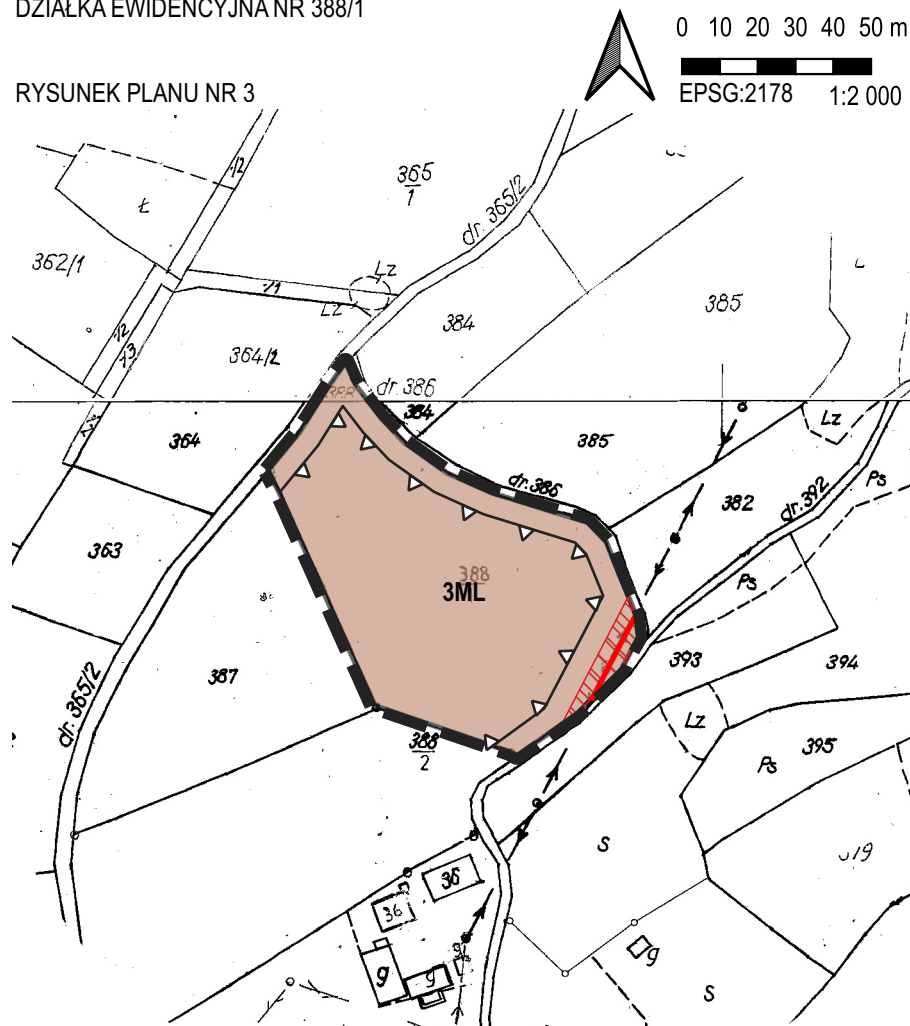 DZIAŁKA EWIDENCYJNA NR 388/1
0 10 20 30 40 50 m
RYSUNEK PLANU NR 3
EPSG:2178 1:2 000
365
1
dr. 365/2
Ł
362/1
Lz
Lz
384
385
364/2
dr. 386
384
364
385
Lz
dr. 386
382
dr. 392
Ps
363
388
3ML
Ps
387
393
394
dr. 365/2
Lz
388
2
Ps
395
S
36
36
g
g
g
S